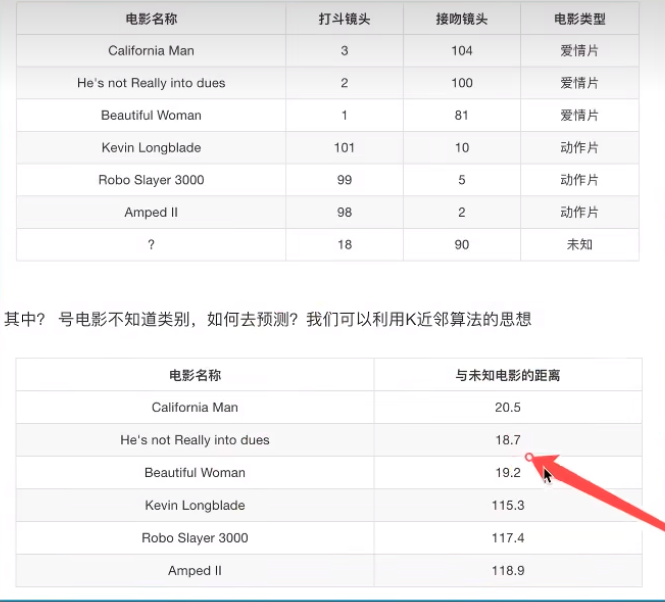 电影名称 打斗镜头 接吻镜头 电影类型
California Man 3 104 爱情片
He's not Really into dues 2 100 爱情片
Beautiful Woman 1 81 爱情片
Kevin Longblade 101 10 动作片
Robo Slayer 3000 99 5 动作片
Amped II 98 2 动作片
? 18 90 未知
其中? 号电影不知道类别，如何去预测？我们可以利用K近邻算法的思想
电影名称 与未知电影的距离
California Man 20.5
He's not Really into dues 18.7
Beautiful Woman 19.2
Kevin Longblade 115.3
Robo Slayer 3000 117.4
Amped II 118.9